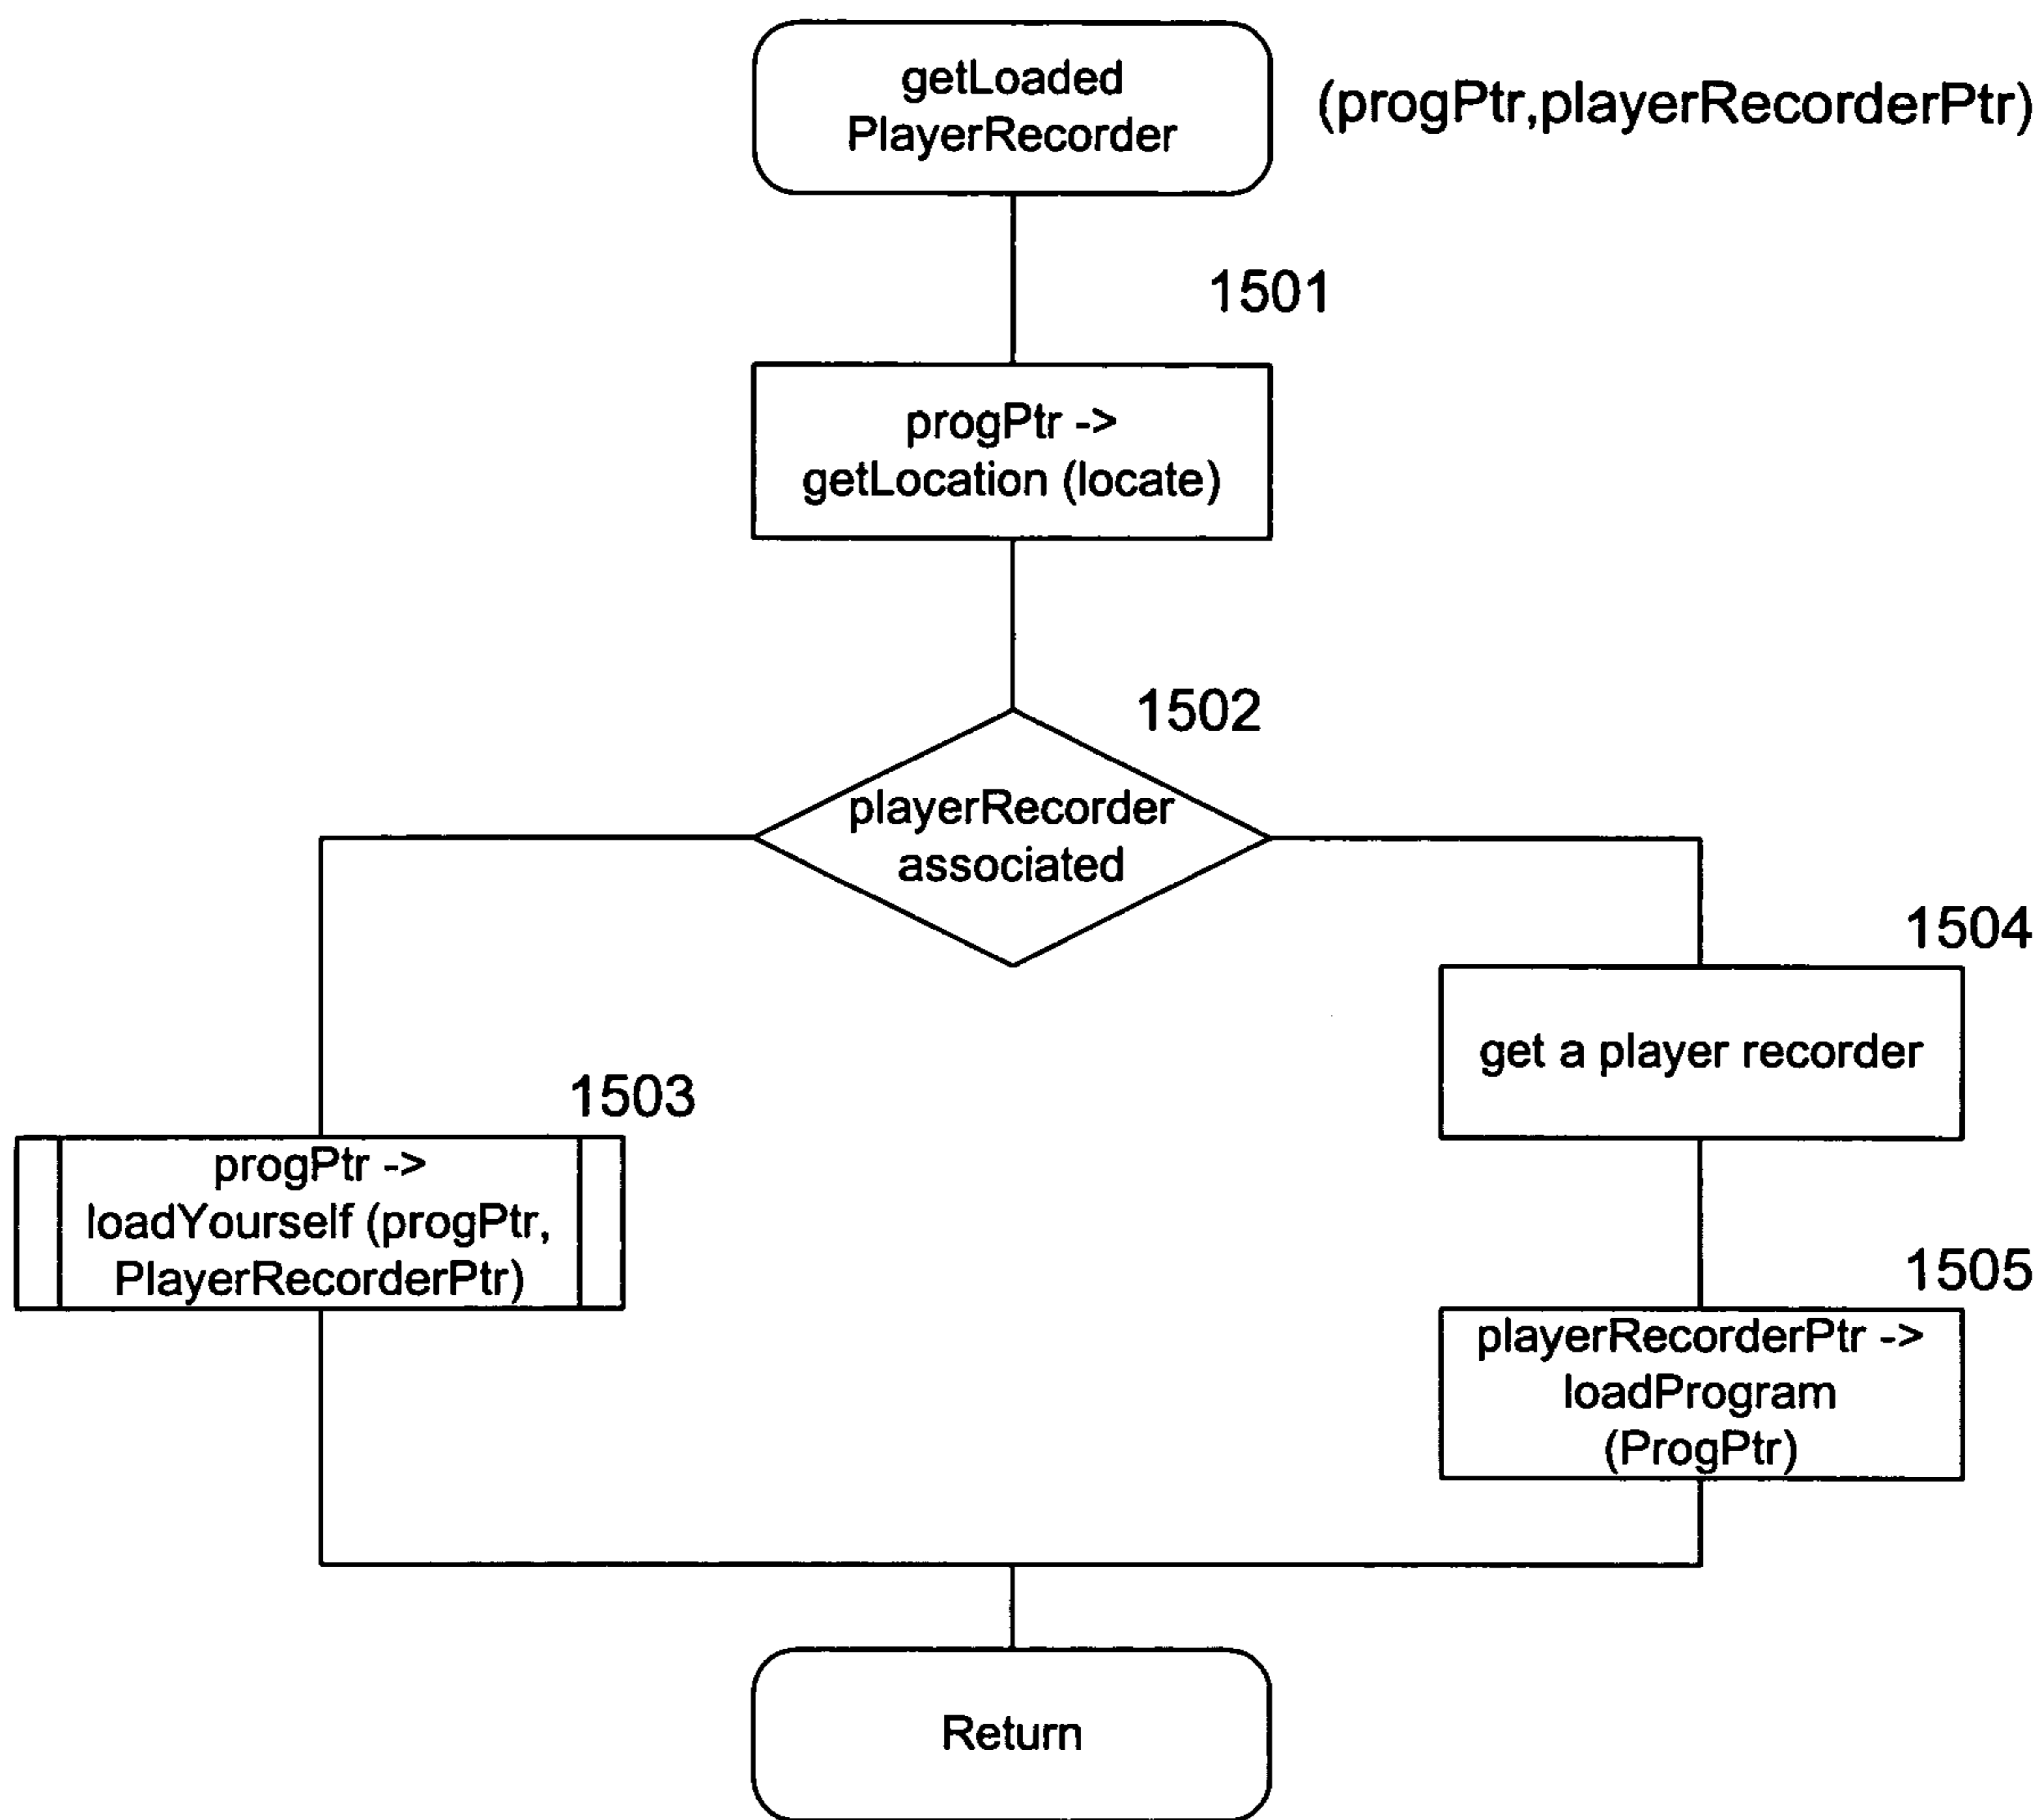 getLoaded
PlayerRecorder
(progPtr,playerRecorderPtr)
1501
progPtr ->
getLocation (locate)
1502
playerRecorder
associated
1504
get a player recorder
1503
progPtr ->
loadYourself (progPtr,
PlayerRecorderPtr)
1505
playerRecorderPtr ->
loadProgram
(ProgPtr)
Return